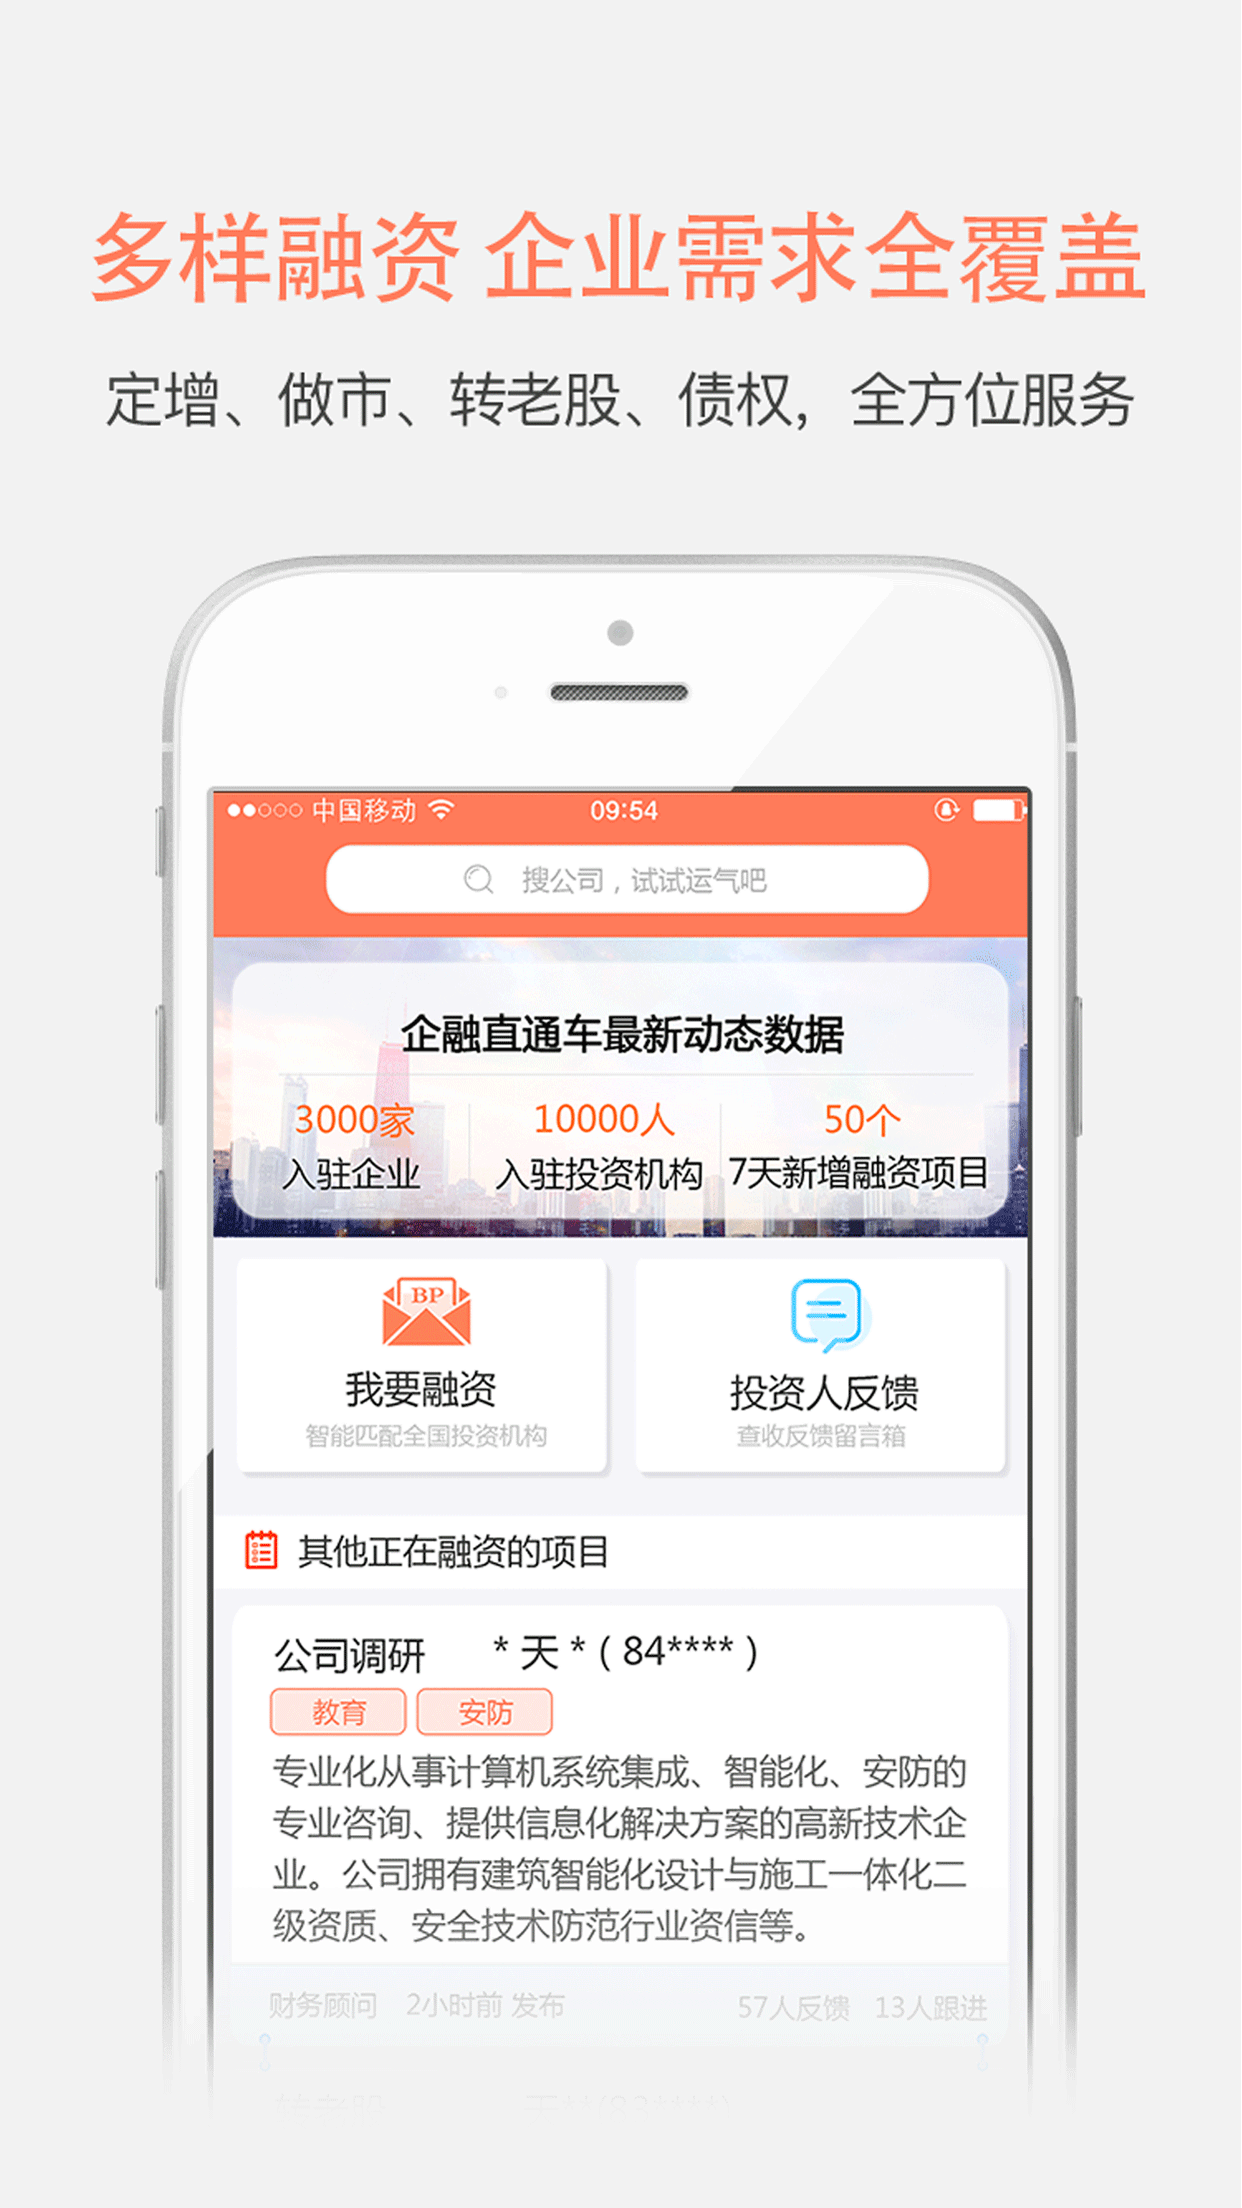 多样融资 企业需求全覆盖
定增、做市、转老股、债权，全方位服务
中国移动 09:54
搜公司，试试运气吧
企融直通车最新动态数据
3000家 10000人 50个
入驻企业 入驻投资机构 7天新增融资项目
BP
我要融资 投资人反馈
智能匹配全国投资机构 查收反馈留言箱
其他正在融资的项目
公司调研 * 天 * ( 84**** )
教育 安防
专业化从事计算机系统集成、智能化、安防的
专业咨询、提供信息化解决方案的高新技术企
业。公司拥有建筑智能化设计与施工一体化二
级资质、安全技术防范行业资信等。
财务顾问 2小时前 发布 57人反馈 13人跟进